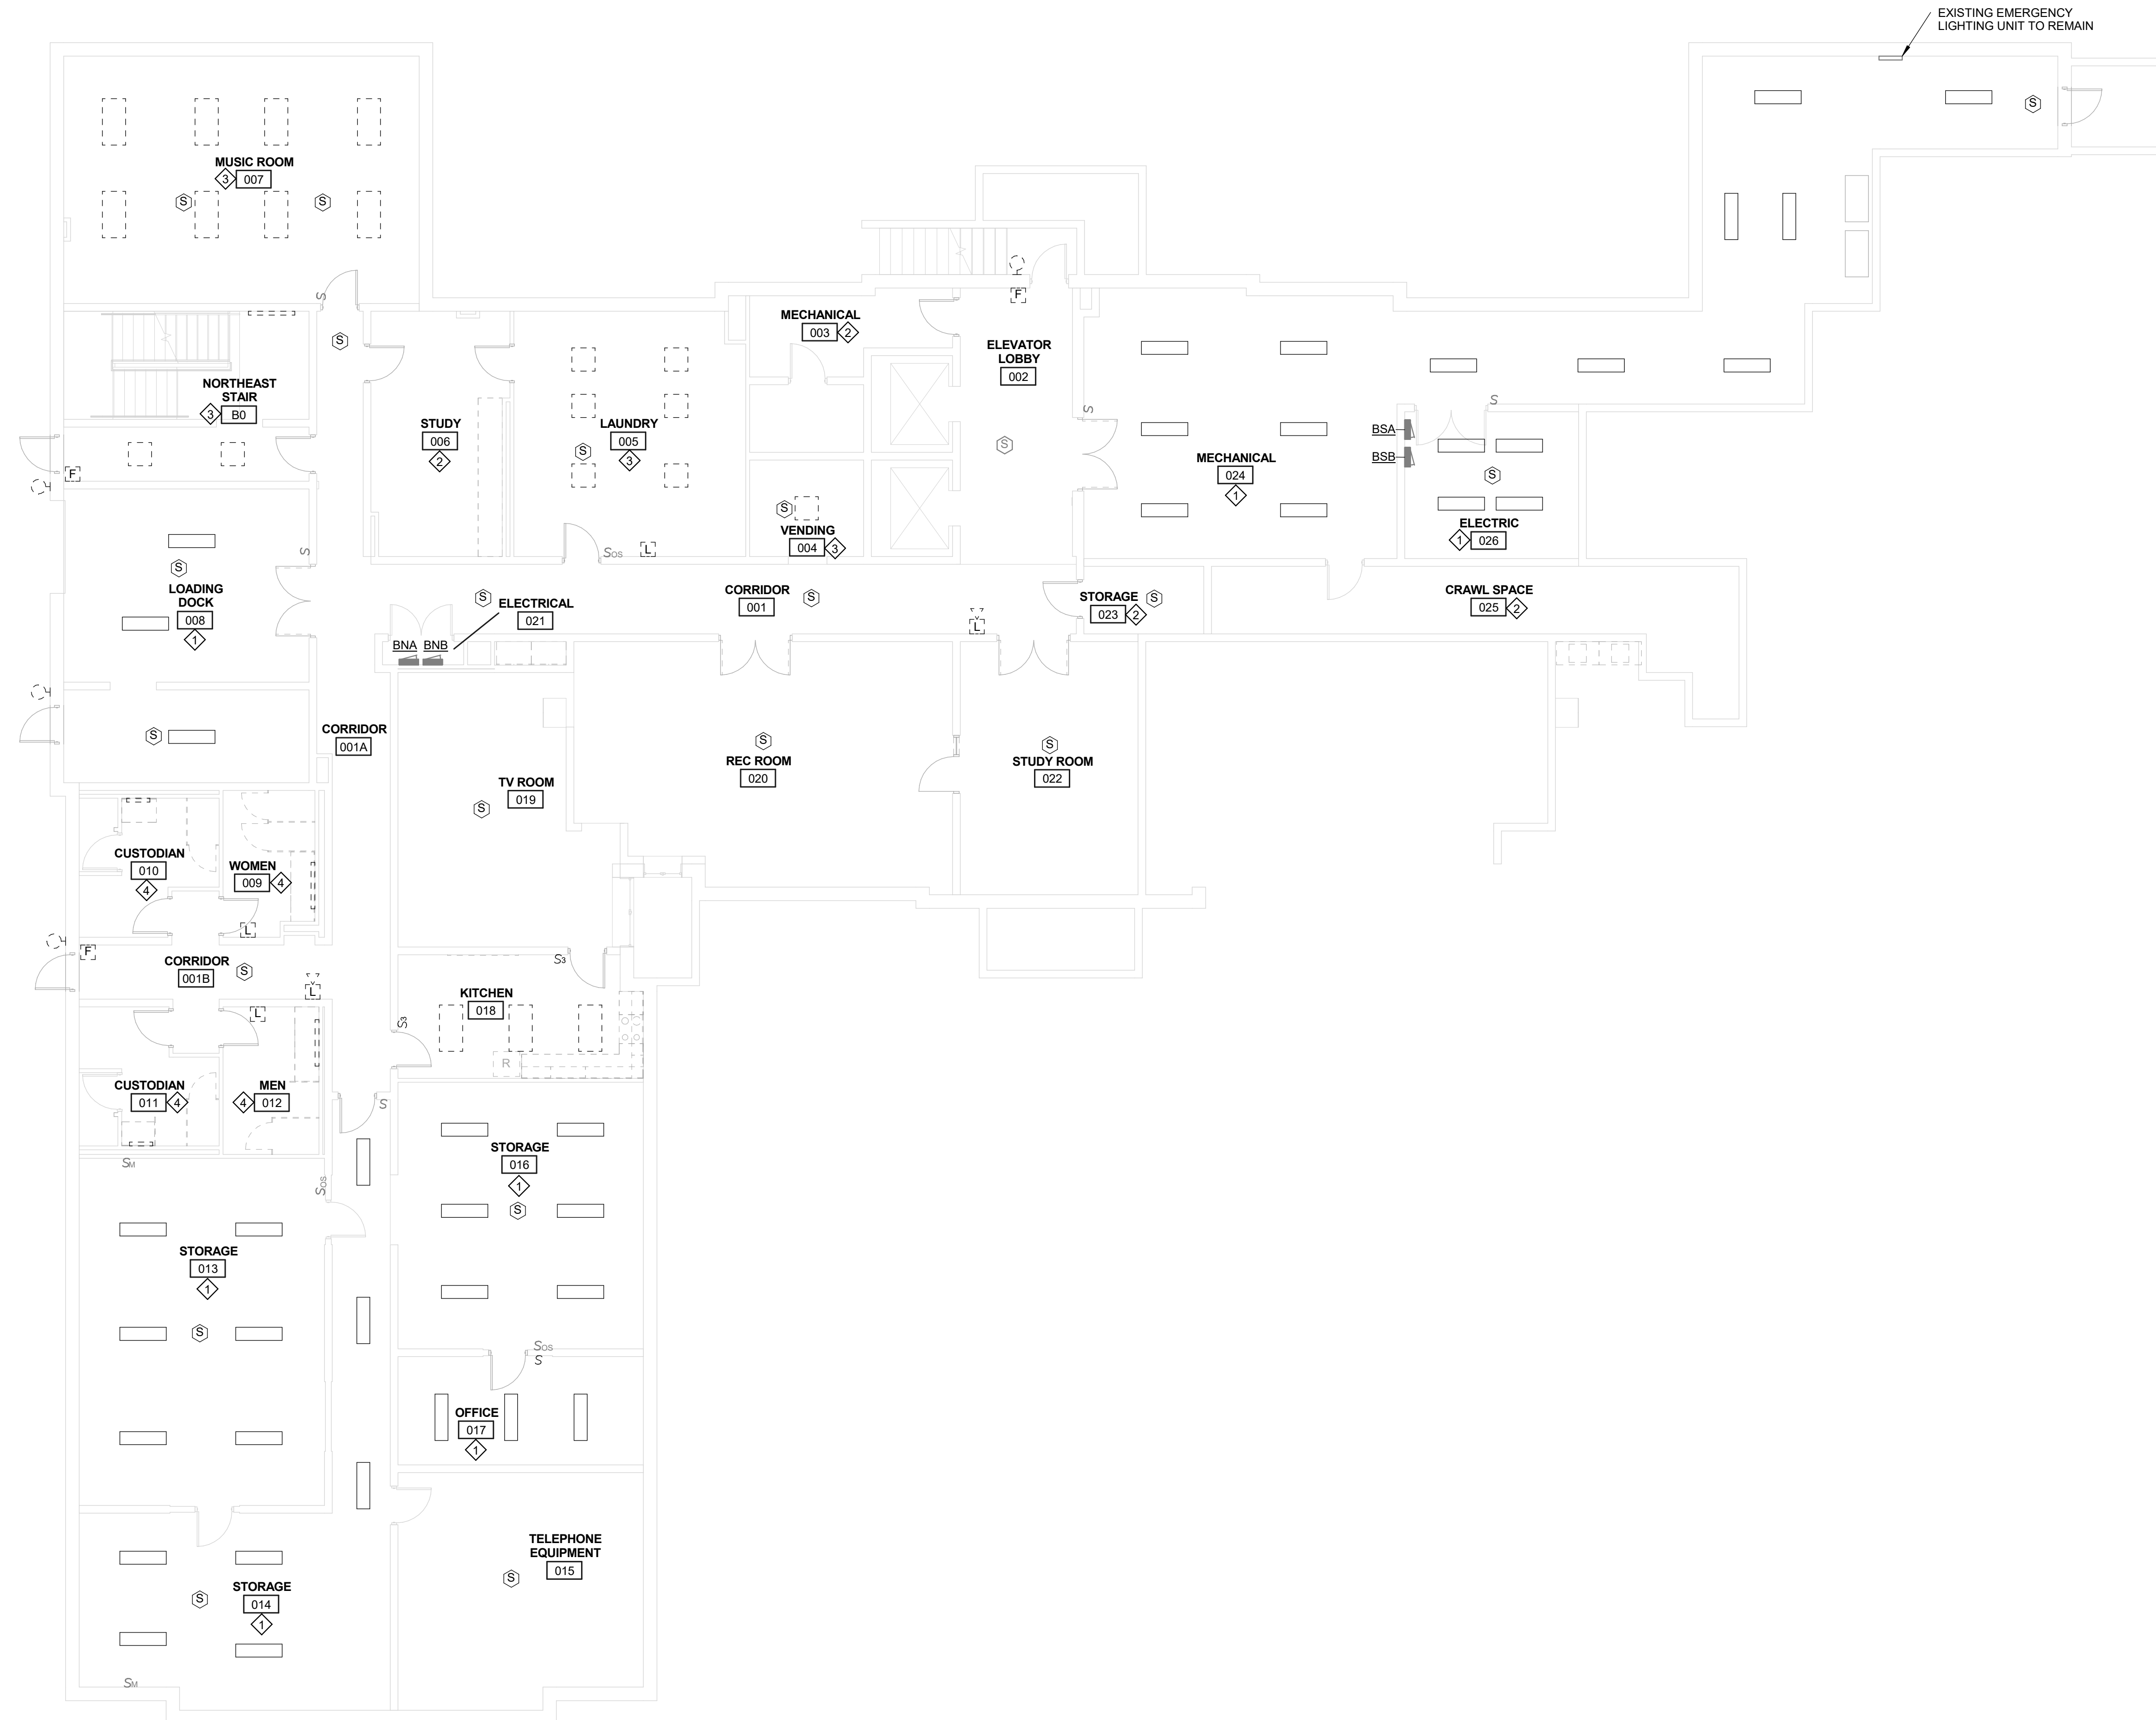 EXISTING EMERGENCY
LIGHTING UNIT TO REMAIN
S
MUSIC ROOM
3 007
S S
S
F
S
MECHANICAL
003 2
ELEVATOR
LOBBY
002
NORTHEAST
STAIR
3 B0
STUDY
006
2
LAUNDRY
005
3
S
S
S
S
BSA
BSB
F
MECHANICAL
024
1
S
S
VENDING
004 3
ELECTRIC
1 026
S
SOS
L
S
LOADING
DOCK
008
1
S
ELECTRICAL
021
CORRIDOR
001
S
STORAGE
023 2
S
CRAWL SPACE
025 2
L
BNA BNB
CORRIDOR
001A
S
S
REC ROOM
020
S
STUDY ROOM
022
TV ROOM
019
S
CUSTODIAN
010
4
WOMEN
009 4
L
F
CORRIDOR
001B
S
L
S3
KITCHEN
018
S3
L
R
CUSTODIAN
011 4
MEN
4 012
S
SM
SOS
STORAGE
016
1
S
STORAGE
013
1
S
SOS
S
OFFICE
017
1
TELEPHONE
EQUIPMENT
015
S
STORAGE
014
1
S
SM